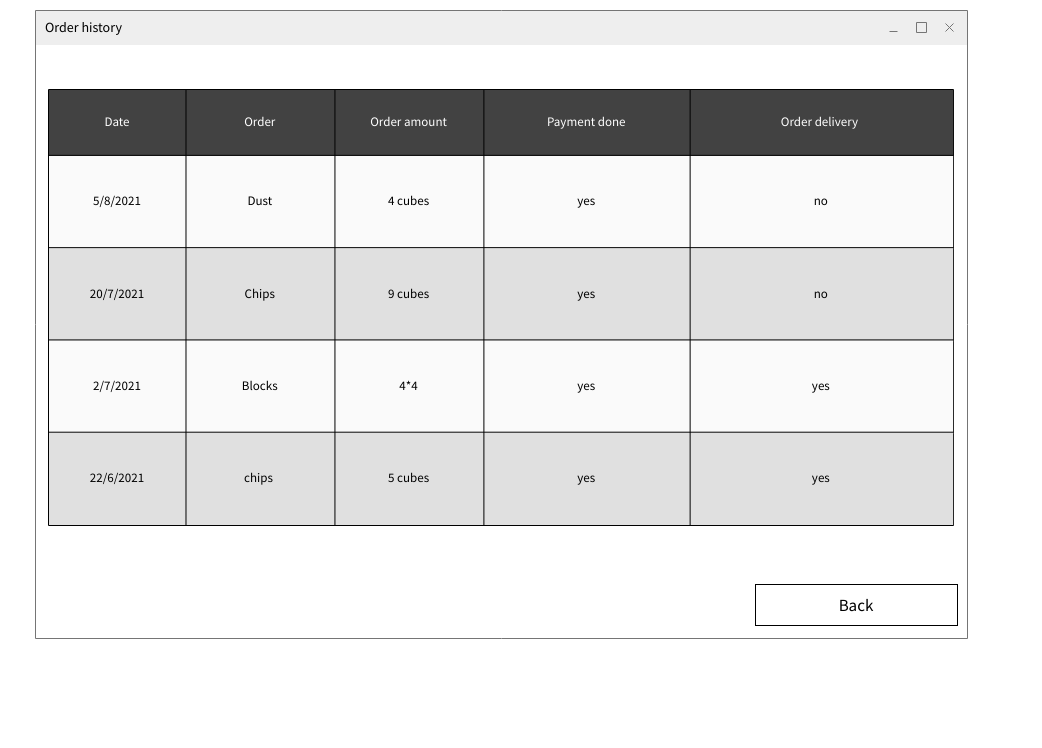 Order history
Date Order Order amount Payment done Order delivery
5/8/2021 Dust 4 cubes yes no
20/7/2021 Chips 9 cubes yes no
2/7/2021 Blocks 4*4 yes yes
22/6/2021 chips 5 cubes yes yes
Back